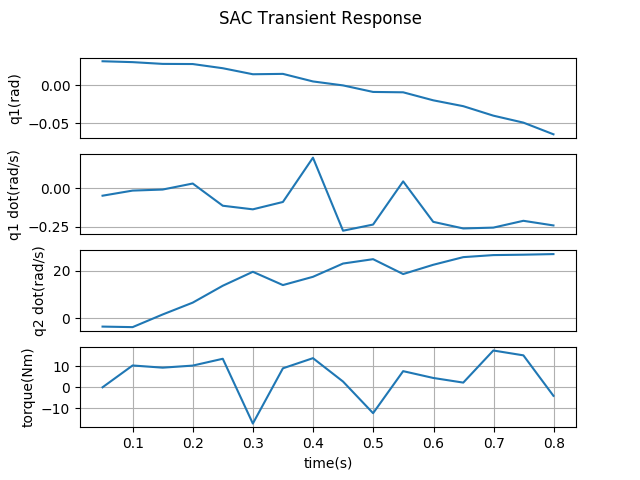 SAC Transient Response
q1(rad)
0.00
−0.05
q1 dot(rad/s)
0.00
−0.25
q2 dot(rad/s)
20
0
torque(Nm)
10
0
−10
0.1 0.2 0.3 0.4 0.5 0.6 0.7 0.8
time(s)